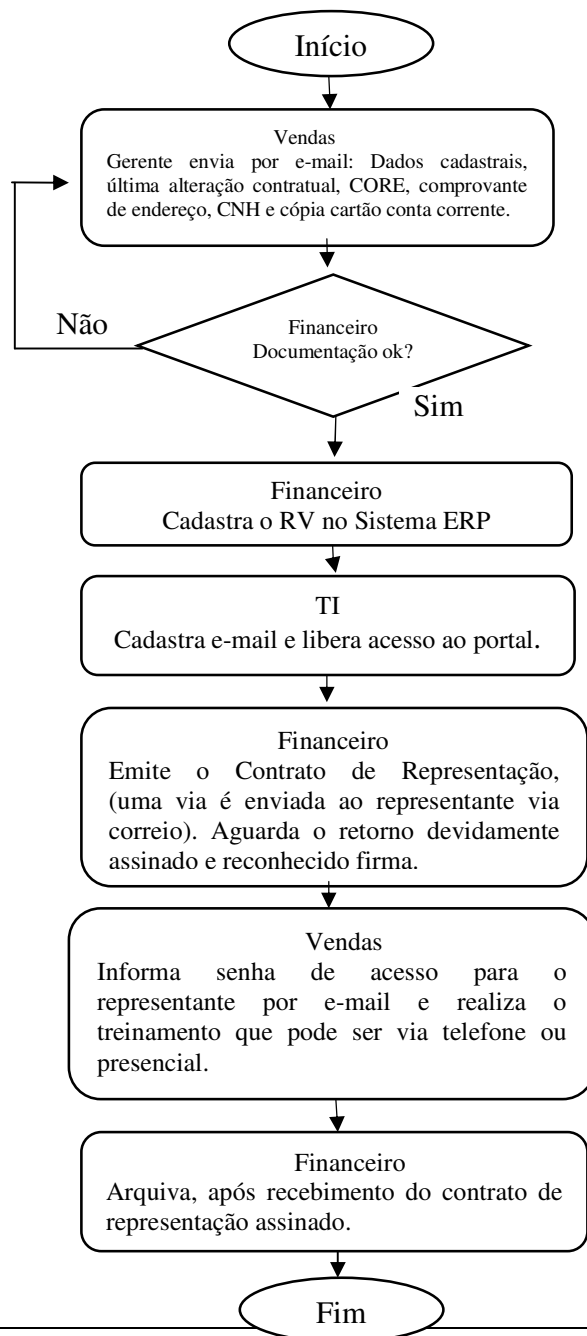 Início
Vendas
Gerente envia por e-mail: Dados cadastrais,
última alteração contratual, CORE, comprovante
de endereço, CNH e cópia cartão conta corrente.
Não
Financeiro
Documentação ok?
Sim
Financeiro
Cadastra o RV no Sistema ERP
TI
Cadastra e-mail e libera acesso ao portal.
Financeiro
Emite o Contrato de Representação,
(uma via é enviada ao representante via
correio). Aguarda o retorno devidamente
assinado e reconhecido firma.
Vendas
Informa senha de acesso para o
representante por e-mail e realiza o
treinamento que pode ser via telefone ou
presencial.
Financeiro
Arquiva, após recebimento do contrato de
representação assinado.
Fim